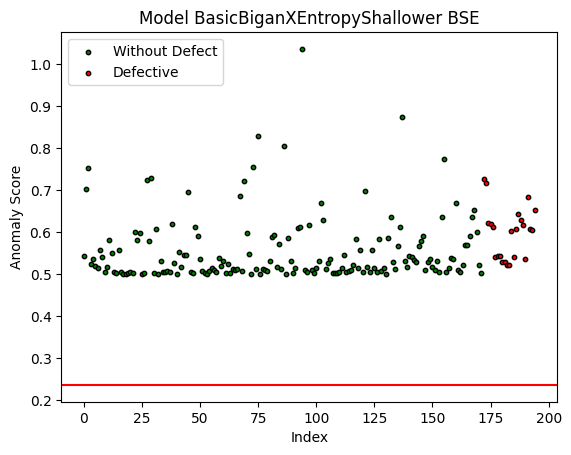 Model BasicBiganXEntropyShallower BSE
Without Defect
Defective
Anomaly Score
1.0
0.9
0.8
0.7
0.6
0.5
0.4
0.3
0.2
0 25 50 75 100 125 150 175 200
Index